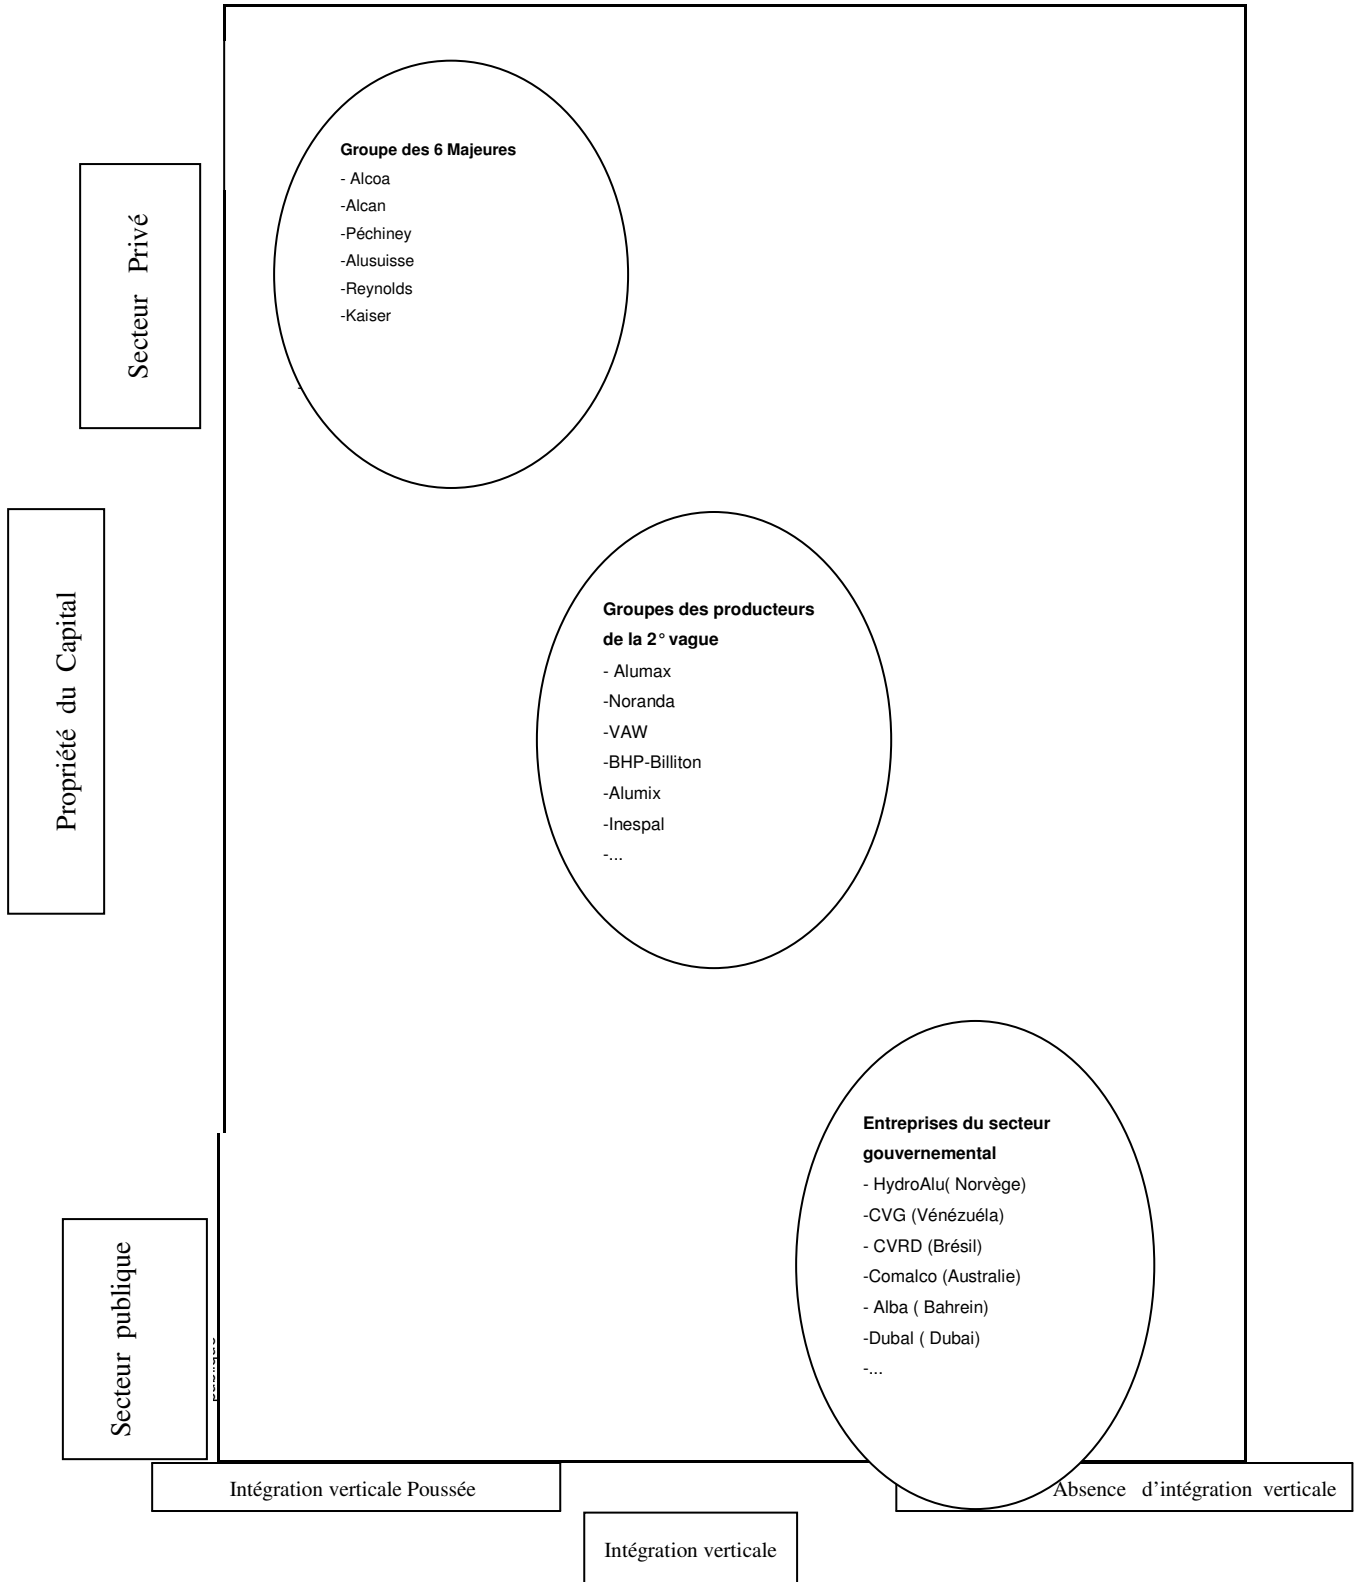 Groupe des 6 Majeures
- Alcoa
-Alcan
-Péchiney
-Alusuisse
-Reynolds
-Kaiser
Secteur Privé
Propriété du Capital
Groupes des producteurs
de la 2° vague
- Alumax
-Noranda
-VAW
-BHP-Billiton
-Alumix
-Inespal
-...
Entreprises du secteur
gouvernemental
- HydroAlu( Norvège)
-CVG (Vénézuéla)
- CVRD (Brésil)
-Comalco (Australie)
- Alba ( Bahrein)
-Dubal ( Dubai)
-...
Secteur publique
Intégration verticale Poussée
Absence d'intégration verticale
Intégration verticale